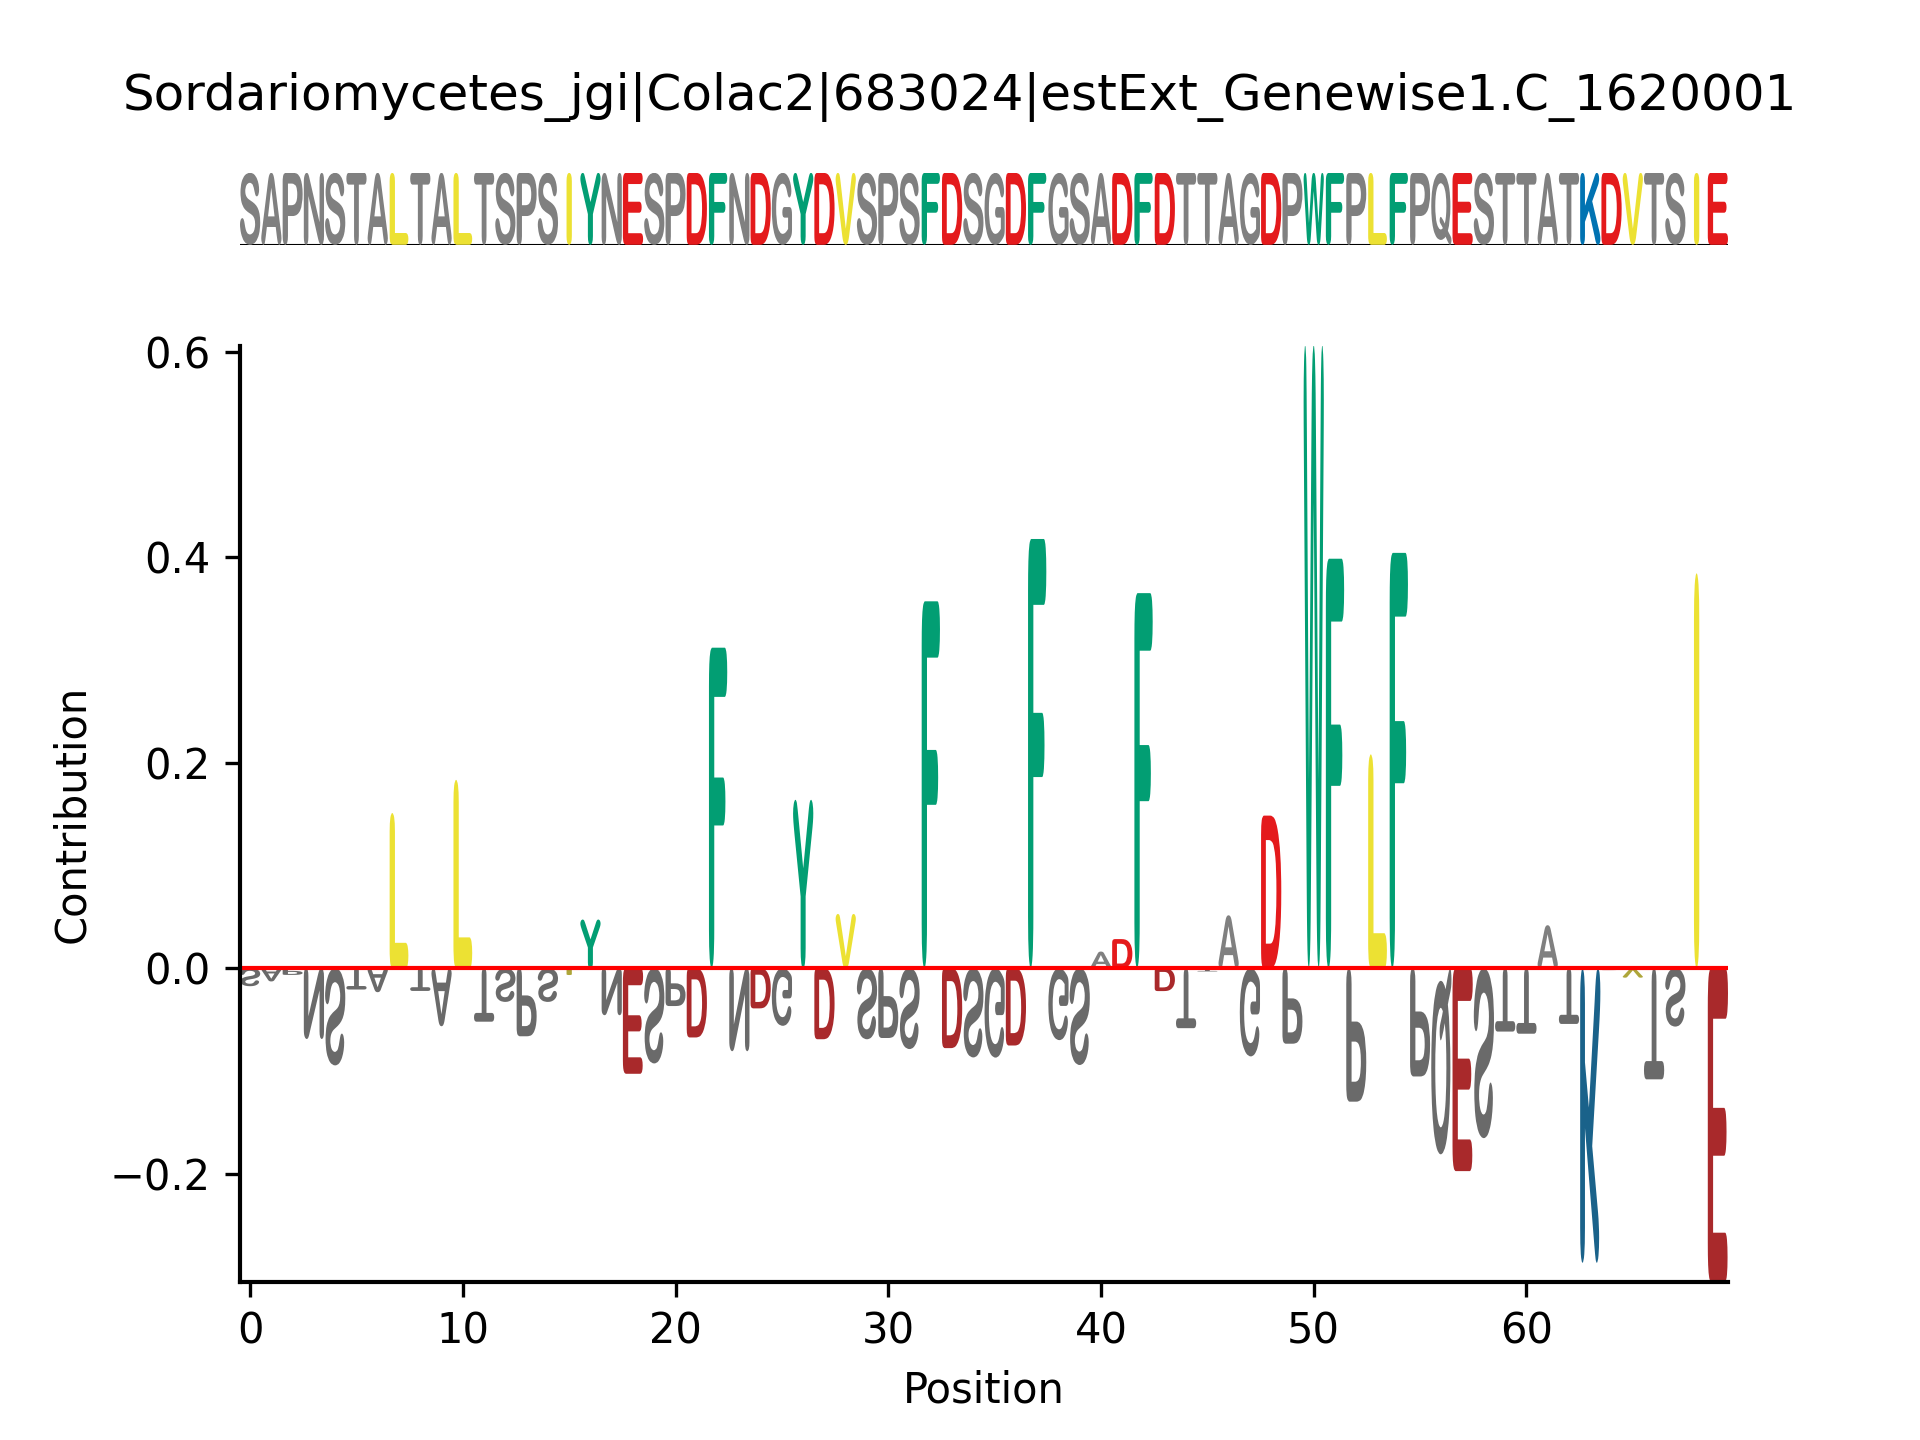 Sordariomycetes_jgi|Colac2|683024|estExt_Genewise1.C_1620001
SAPNSTALTALTSPSIYNESPDFNDGYDVSPSFDSGDFGSADFDTTAGDPWFPLFPQESTTATKDVTSIE
0.6
0.4
0.2
0.0
−0.2
Contribution
0 10 20 30 40 50 60
Position